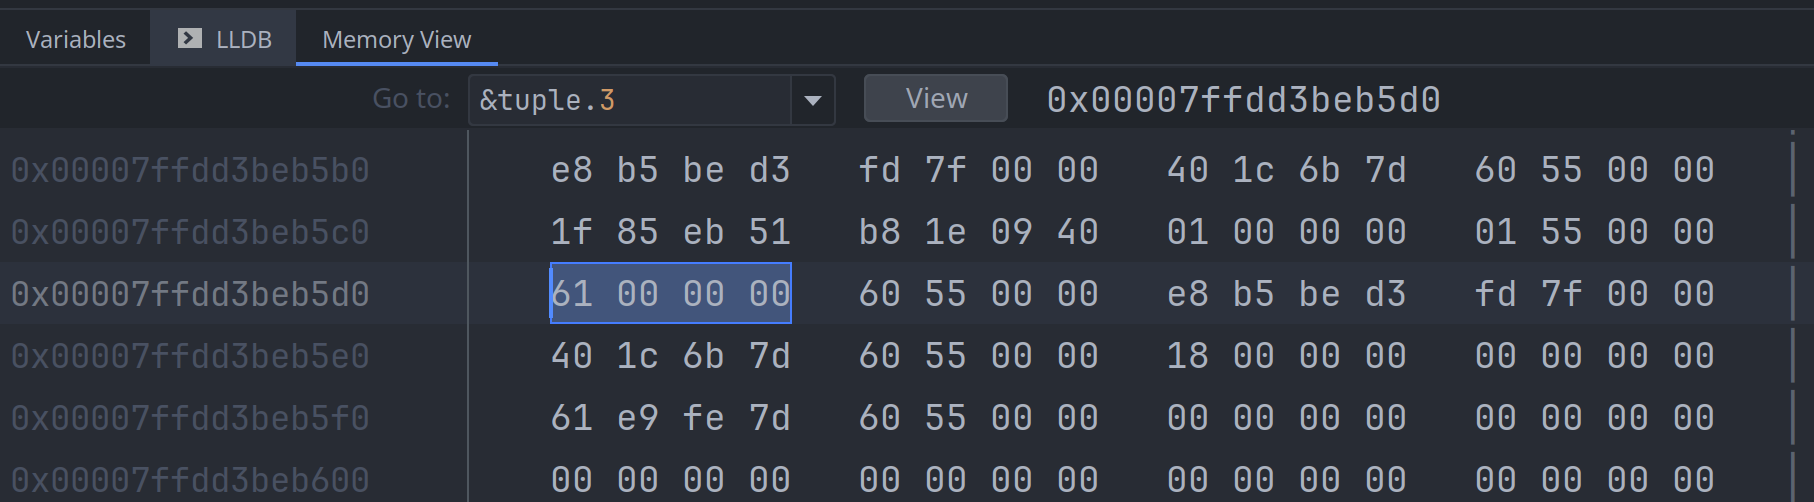 Variables LLDB Memory View
Go to: &tuple.3 View 0x00007ffdd3beb5d0
0x00007ffdd3beb5b0 e8 b5 be d3 fd 7f 00 00 40 1c 6b 7d 60 55 00 00
0x00007ffdd3beb5c0 1f 85 eb 51 b8 1e 09 40 01 00 00 00 01 55 00 00
0x00007ffdd3beb5d0 61 00 00 00 60 55 00 00 e8 b5 be d3 fd 7f 00 00
0x00007ffdd3beb5e0 40 1c 6b 7d 60 55 00 00 18 00 00 00 00 00 00 00
0x00007ffdd3beb5f0 61 e9 fe 7d 60 55 00 00 00 00 00 00 00 00 00 00
0x00007ffdd3beb600 00 00 00 00 00 00 00 00 00 00 00 00 00 00 00 00